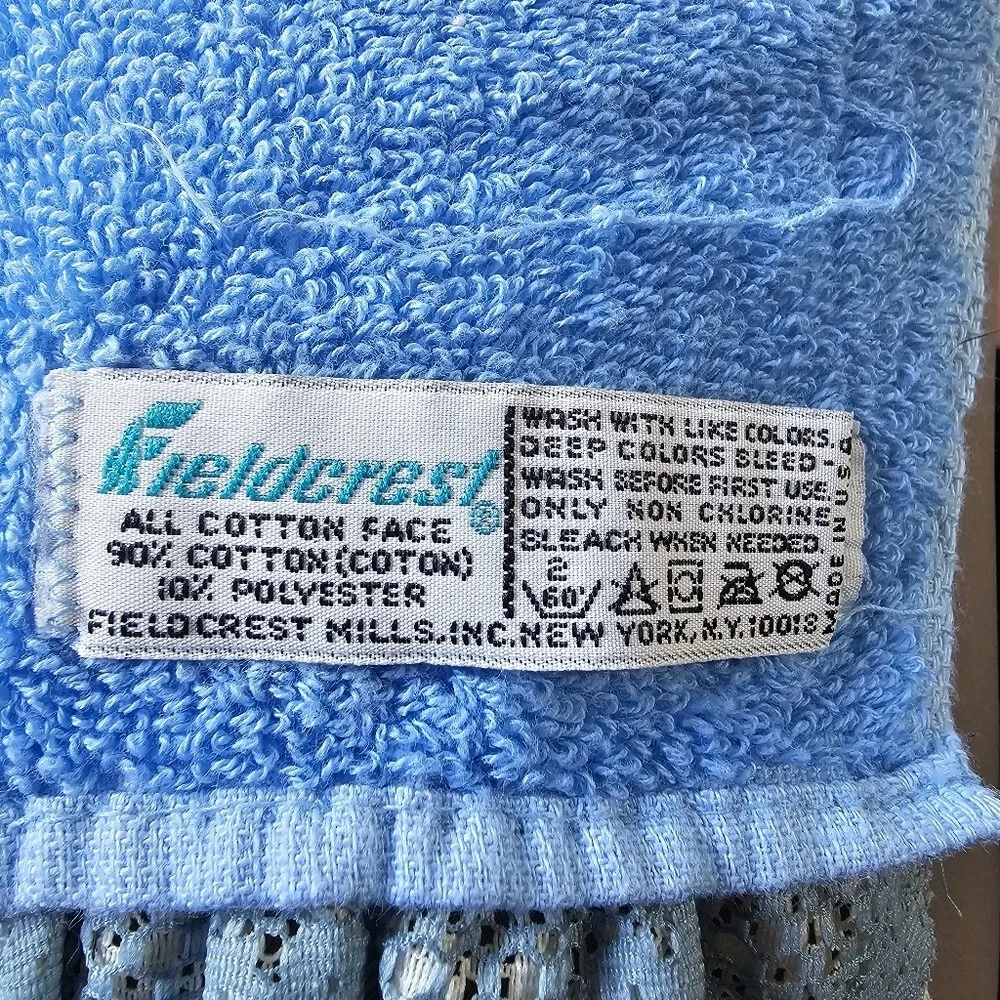 Fieldcrest®
ALL COTTON FACE
90% COTTON (COTON)
10% POLYESTER
WASH WITH LIKE COLORS.
DEEP COLORS BLEED-
WASH BEFORE FIRST USE.
ONLY NON CHLORINE
BLEACH WHEN NEEDED.
2
60
FIELDCREST MILLS, INC. NEW YORK, N.Y. 10018
MADE IN U S A